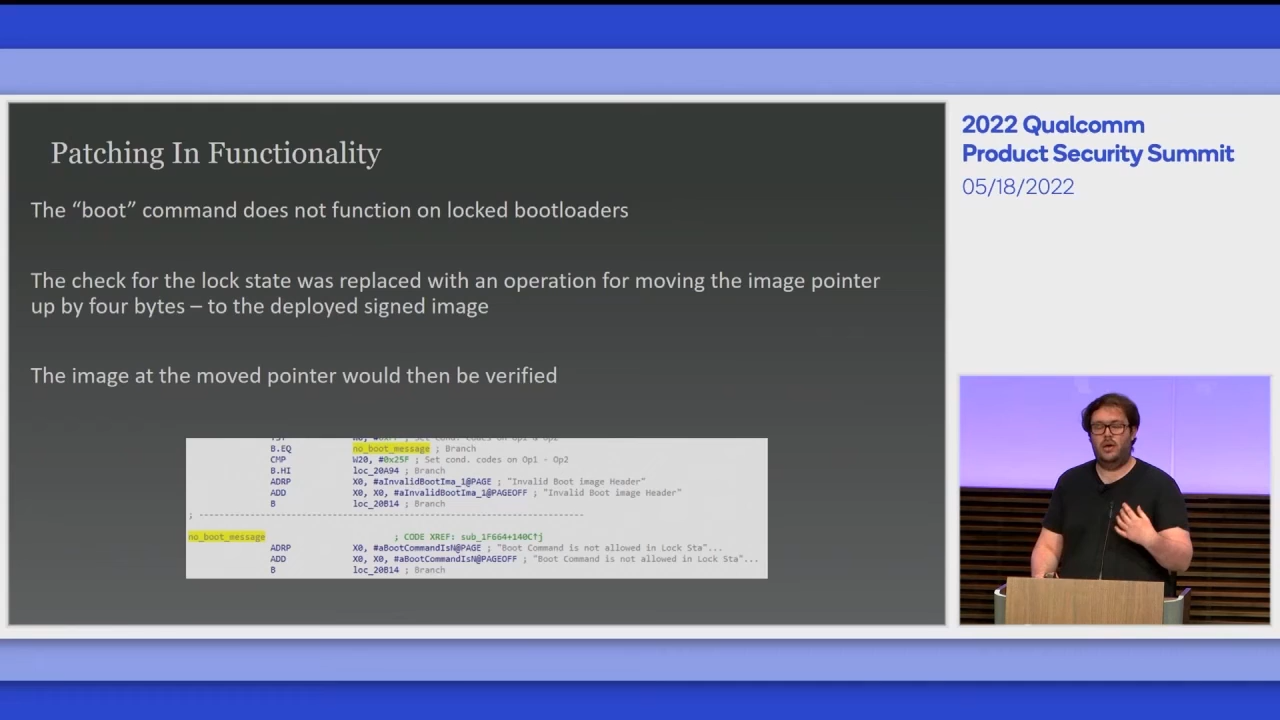 Patching In Functionality
The “boot” command does not function on locked bootloaders
The check for the lock state was replaced with an operation for moving the image pointer
up by four bytes – to the deployed signed image
The image at the moved pointer would then be verified
B.EQ no_boot_message ; Branch
CMP W20, #0x25F ; Set cond. codes on Op1 - Op2
B.HI loc_20A94 ; Branch
ADRP X0, #aInvalidBootIma_1@PAGE ; "Invalid Boot image Header"
ADD X0, X0, #aInvalidBootIma_1@PAGEOFF ; "Invalid Boot image Header"
B loc_20B14 ; Branch
; ---------------------------------------------------------------------------
no_boot_message ; CODE XREF: sub_1F664+140C↑j
ADRP X0, #aBootCommandIsN@PAGE ; "Boot Command is not allowed in Lock Sta"...
ADD X0, X0, #aBootCommandIsN@PAGEOFF ; "Boot Command is not allowed in Lock Sta"...
B loc_20B14 ; Branch
2022 Qualcomm
Product Security Summit
05/18/2022